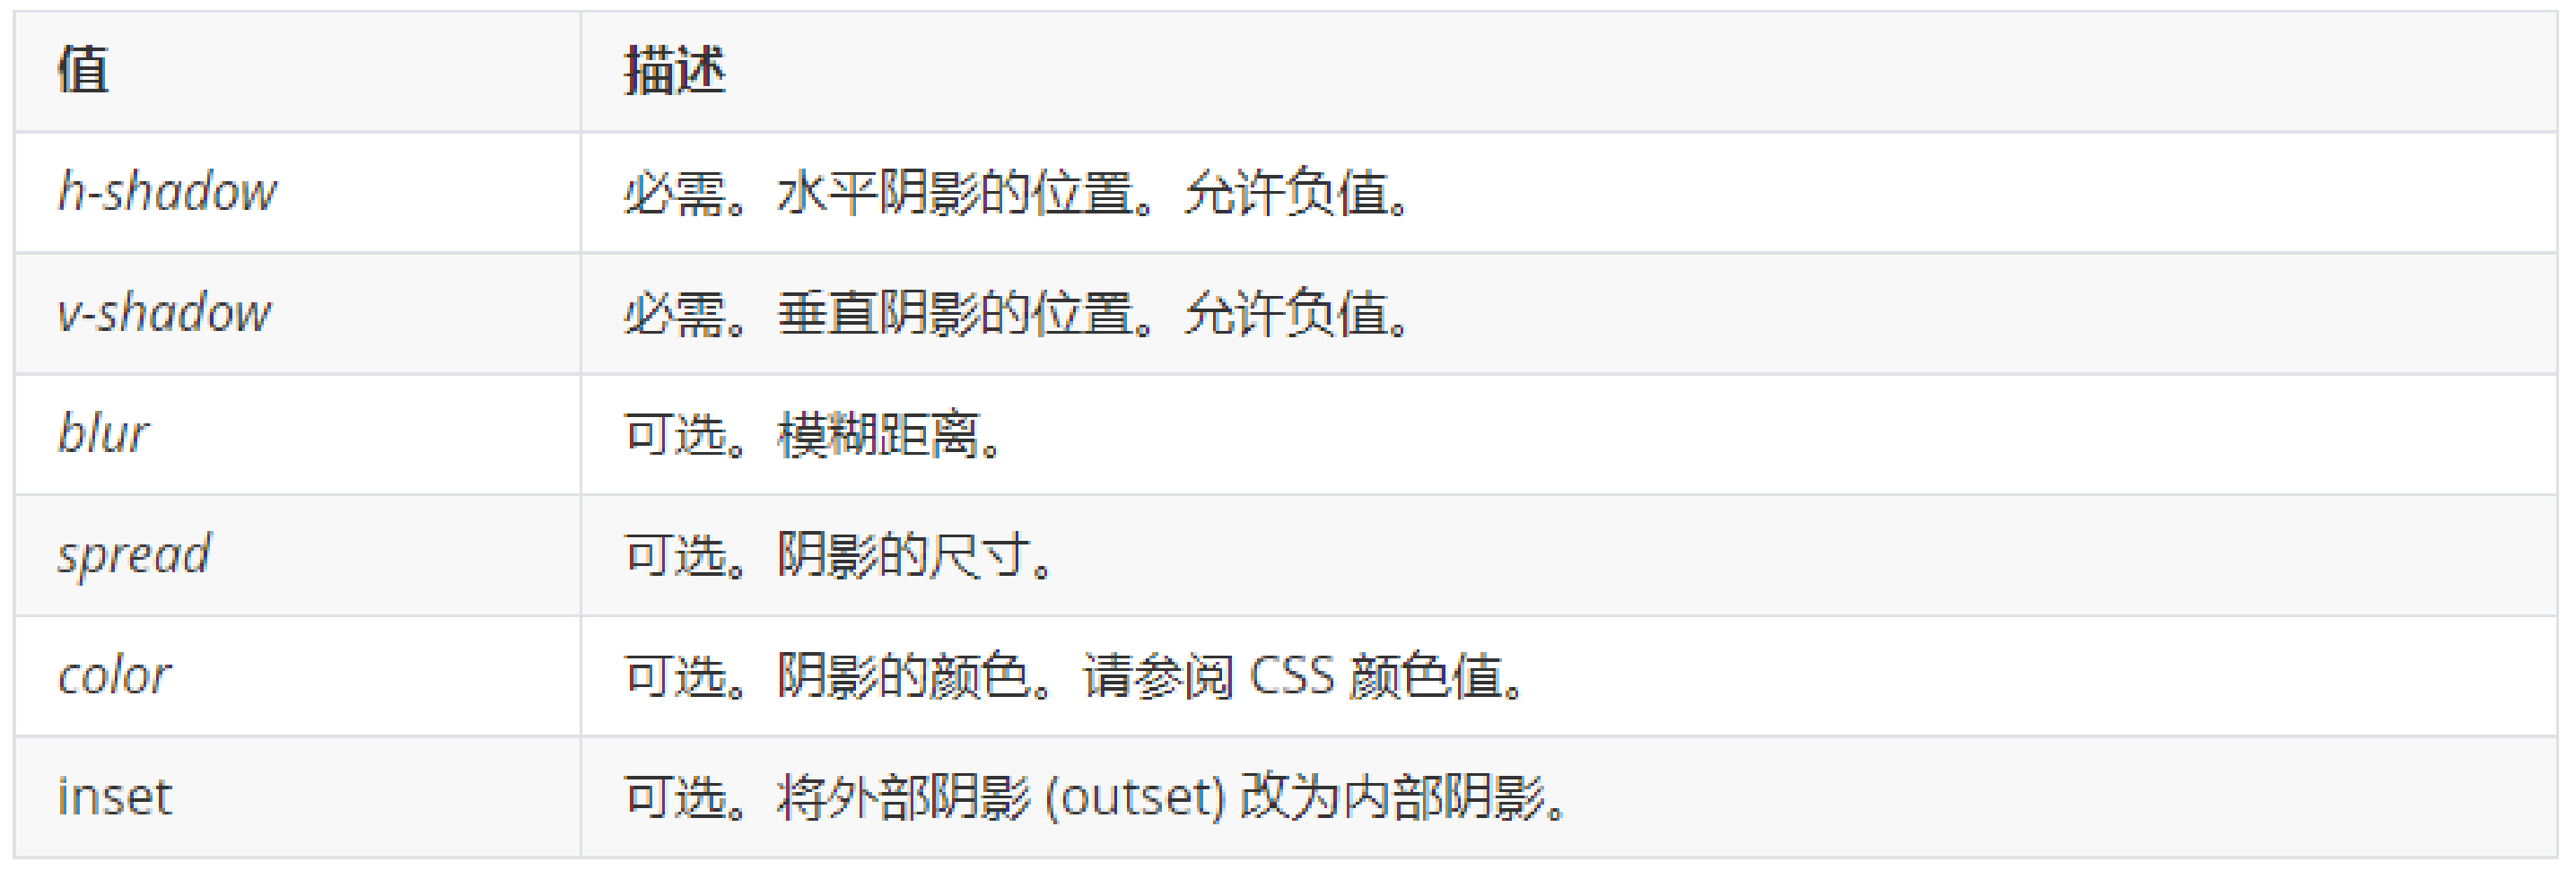 值 描述
h-shadow 必需。水平阴影的位置。允许负值。
v-shadow 必需。垂直阴影的位置。允许负值。
blur 可选。模糊距离。
spread 可选。阴影的尺寸。
color 可选。阴影的颜色。请参阅 CSS 颜色值。
inset 可选。将外部阴影 (outset) 改为内部阴影。